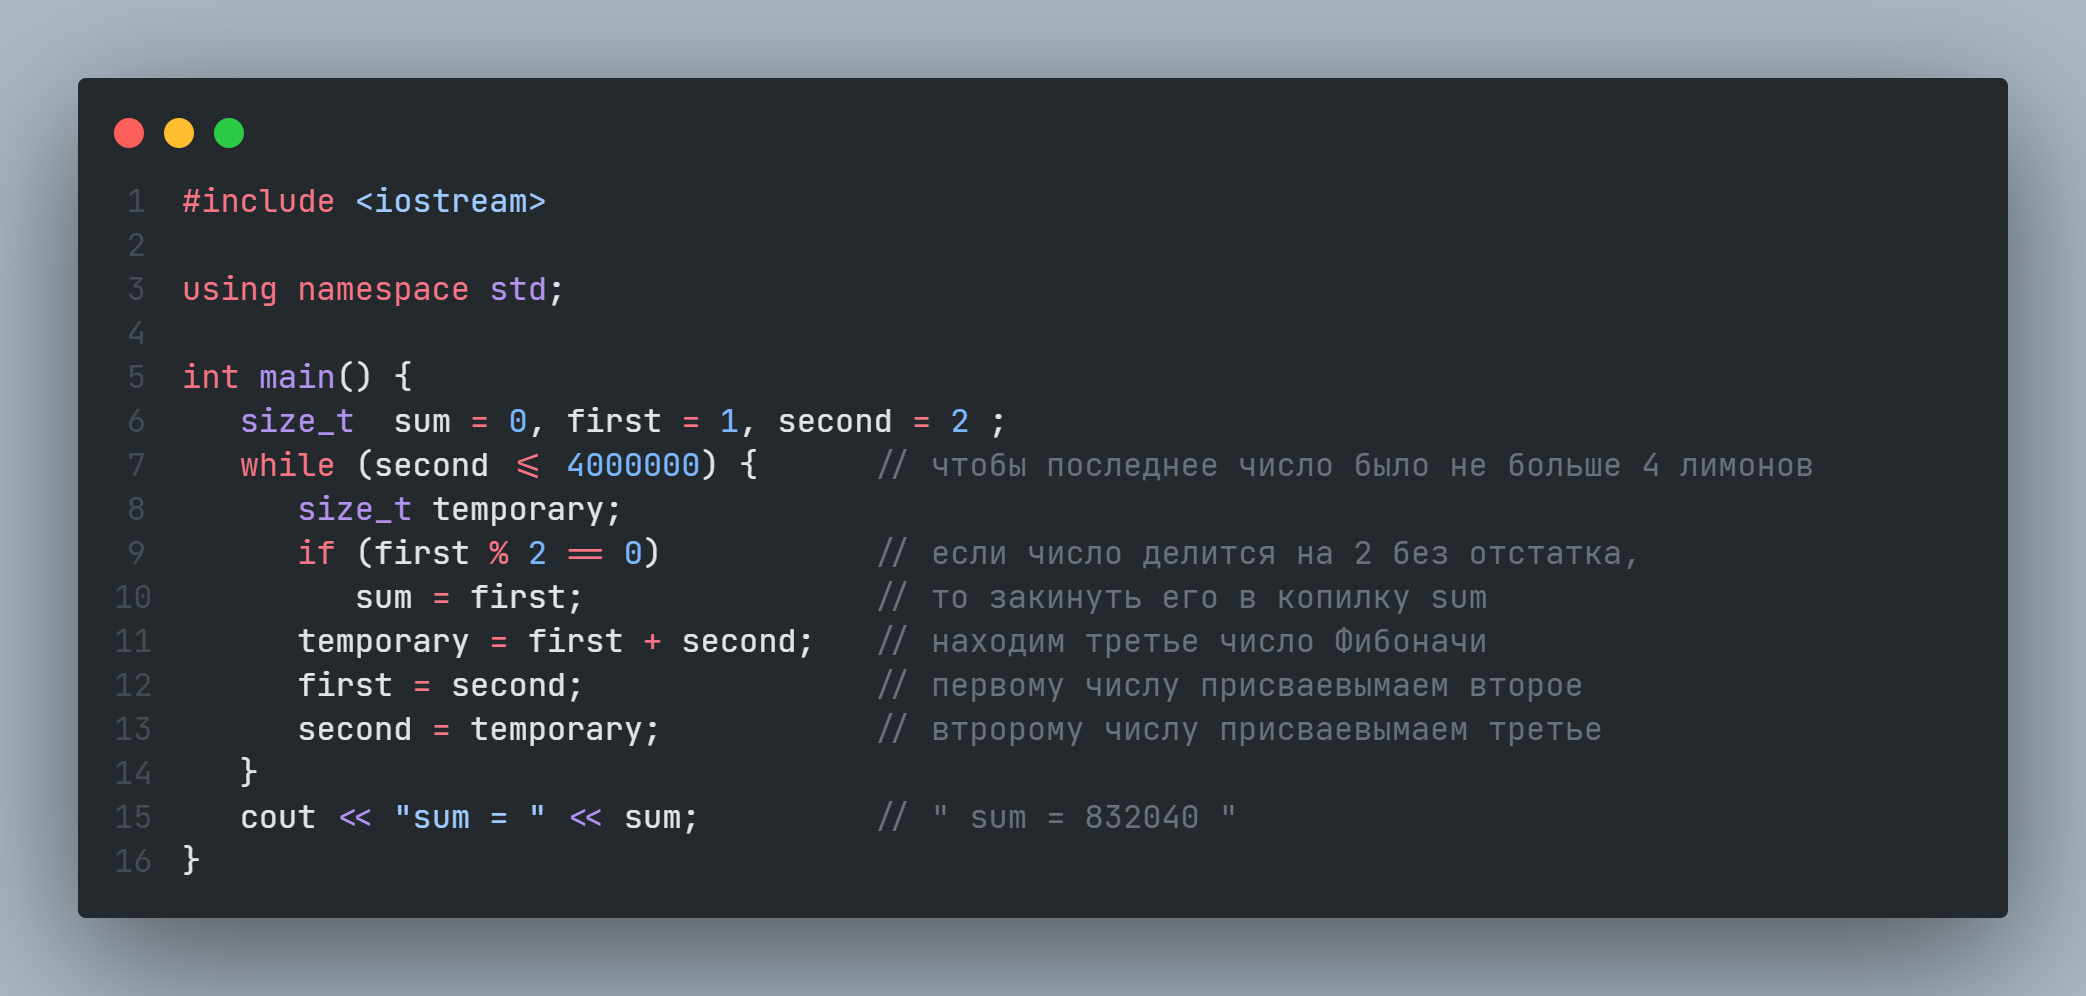 1 #include <iostream>
2
3 using namespace std;
4
5 int main() {
6 size_t  sum = 0, first = 1, second = 2 ;
7 while (second <= 4000000) { // чтобы последнее число было не больше 4 лимонов
8 size_t temporary;
9 if (first % 2 == 0) // если число делится на 2 без отстатка,
10 sum = first; // то закинуть его в копилку sum
11 temporary = first + second; // находим третье число Фибоначи
12 first = second; // первому числу присваевымаем второе
13 second = temporary; // втророму числу присваевымаем третье
14 }
15 cout << "sum = " << sum; // " sum = 832040 "
16 }